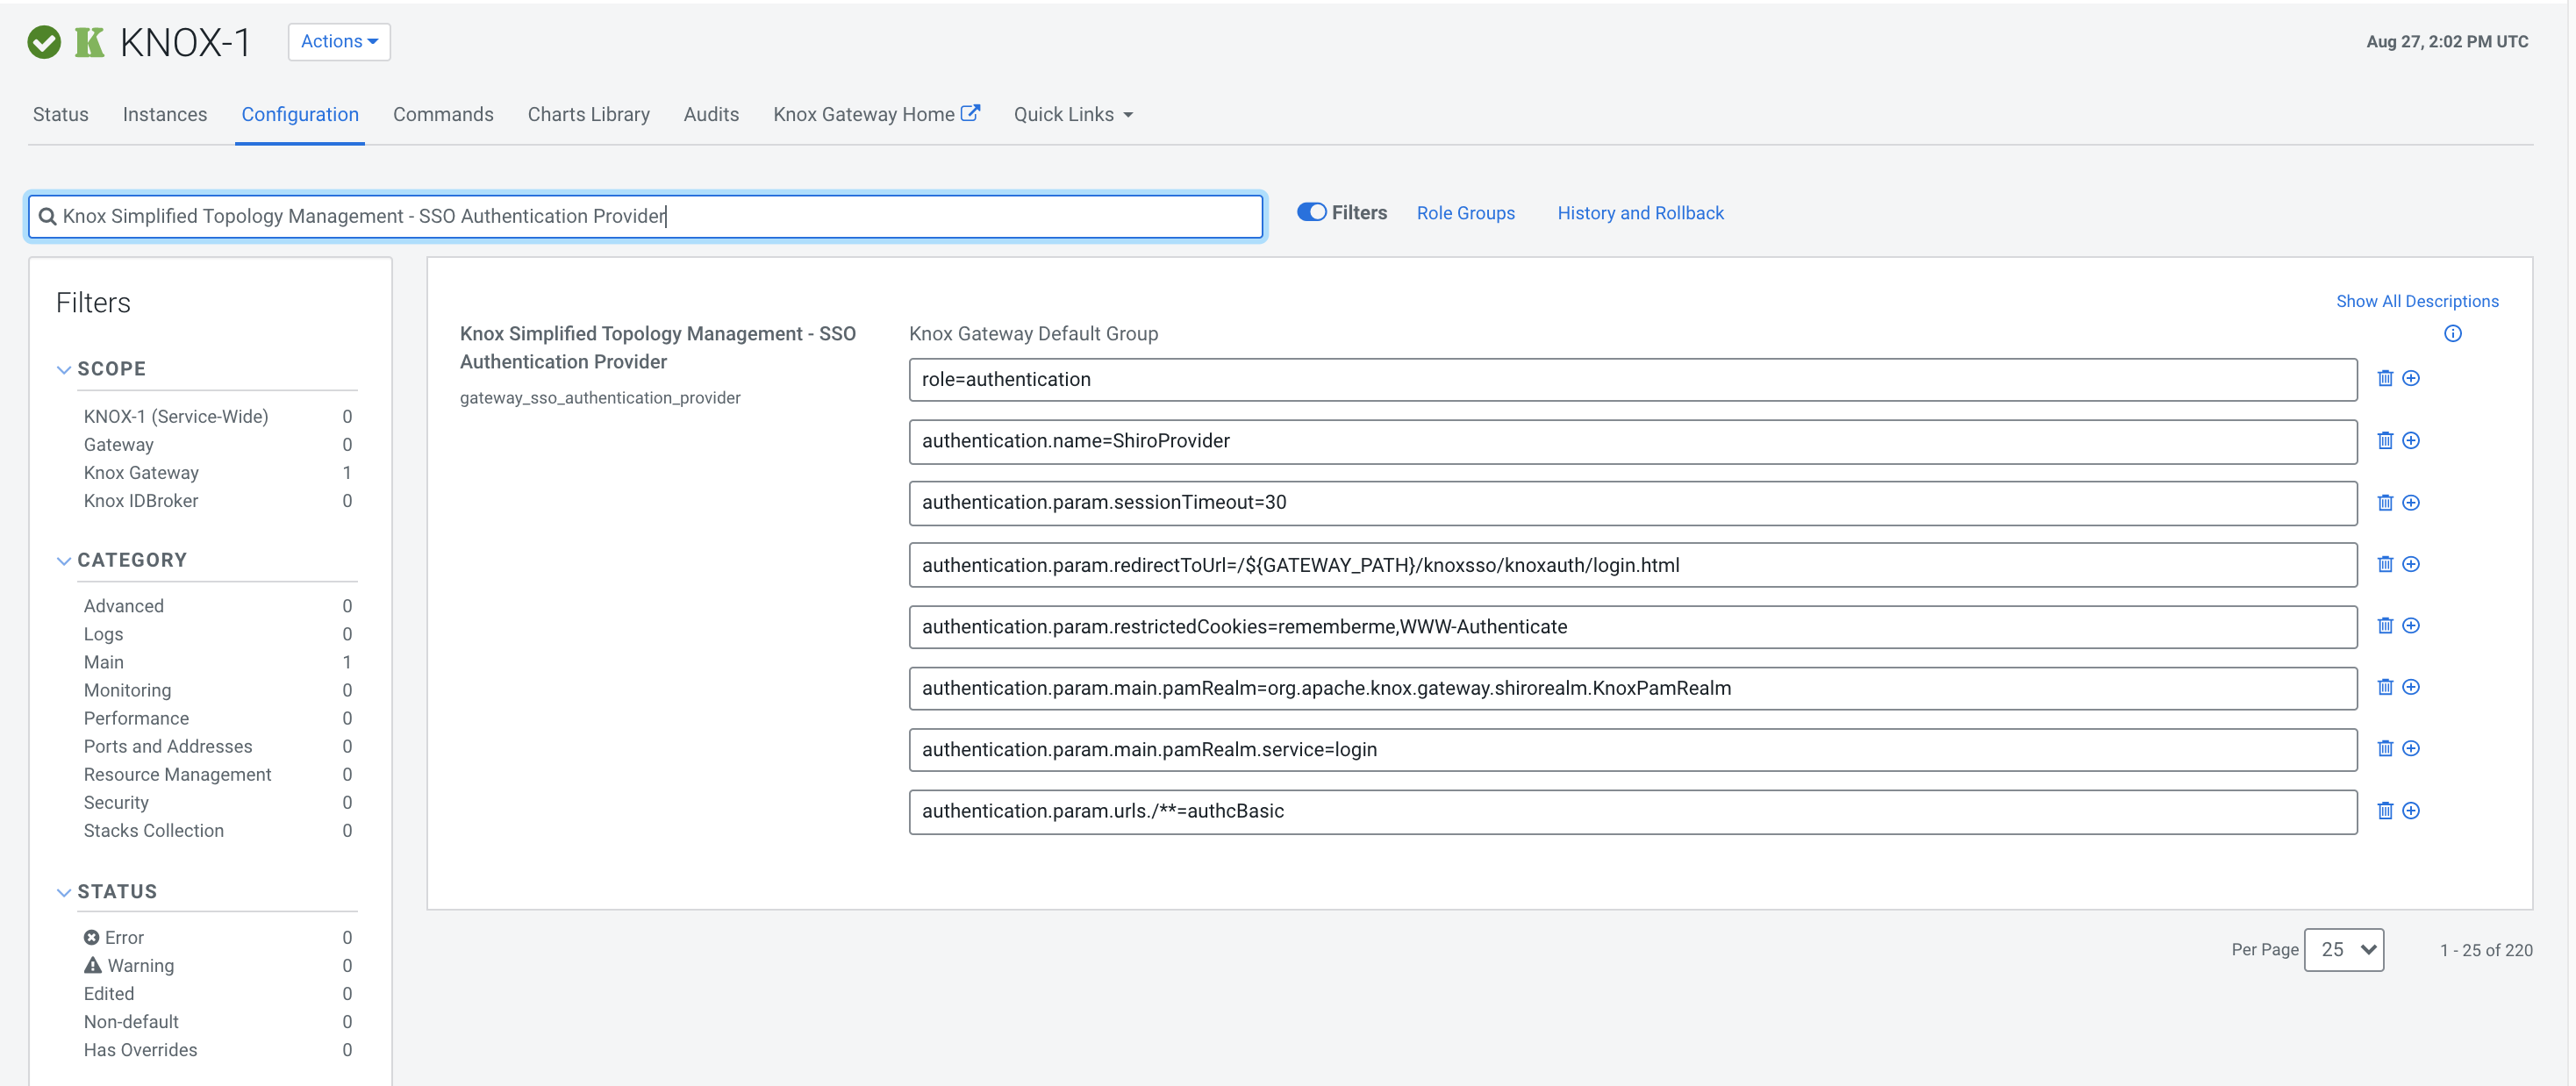 KNOX-1
Actions
Aug 27, 2:02 PM UTC
Status Instances Configuration Commands Charts Library Audits Knox Gateway Home Quick Links
Knox Simplified Topology Management - SSO Authentication Provider
Filters Role Groups History and Rollback
Filters
SCOPE
KNOX-1 (Service-Wide) 0
Gateway 0
Knox Gateway 1
Knox IDBroker 0
CATEGORY
Advanced 0
Logs 0
Main 1
Monitoring 0
Performance 0
Ports and Addresses 0
Resource Management 0
Security 0
Stacks Collection 0
STATUS
Error 0
Warning 0
Edited 0
Non-default 0
Has Overrides 0
Show All Descriptions
Knox Simplified Topology Management - SSO
Authentication Provider
gateway_sso_authentication_provider
Knox Gateway Default Group
role=authentication
authentication.name=ShiroProvider
authentication.param.sessionTimeout=30
authentication.param.redirectToUrl=/${GATEWAY_PATH}/knoxsso/knoxauth/login.html
authentication.param.restrictedCookies=rememberme,WWW-Authenticate
authentication.param.main.pamRealm=org.apache.knox.gateway.shirorealm.KnoxPamRealm
authentication.param.main.pamRealm.service=login
authentication.param.urls./**=authcBasic
Per Page 25 1 - 25 of 220